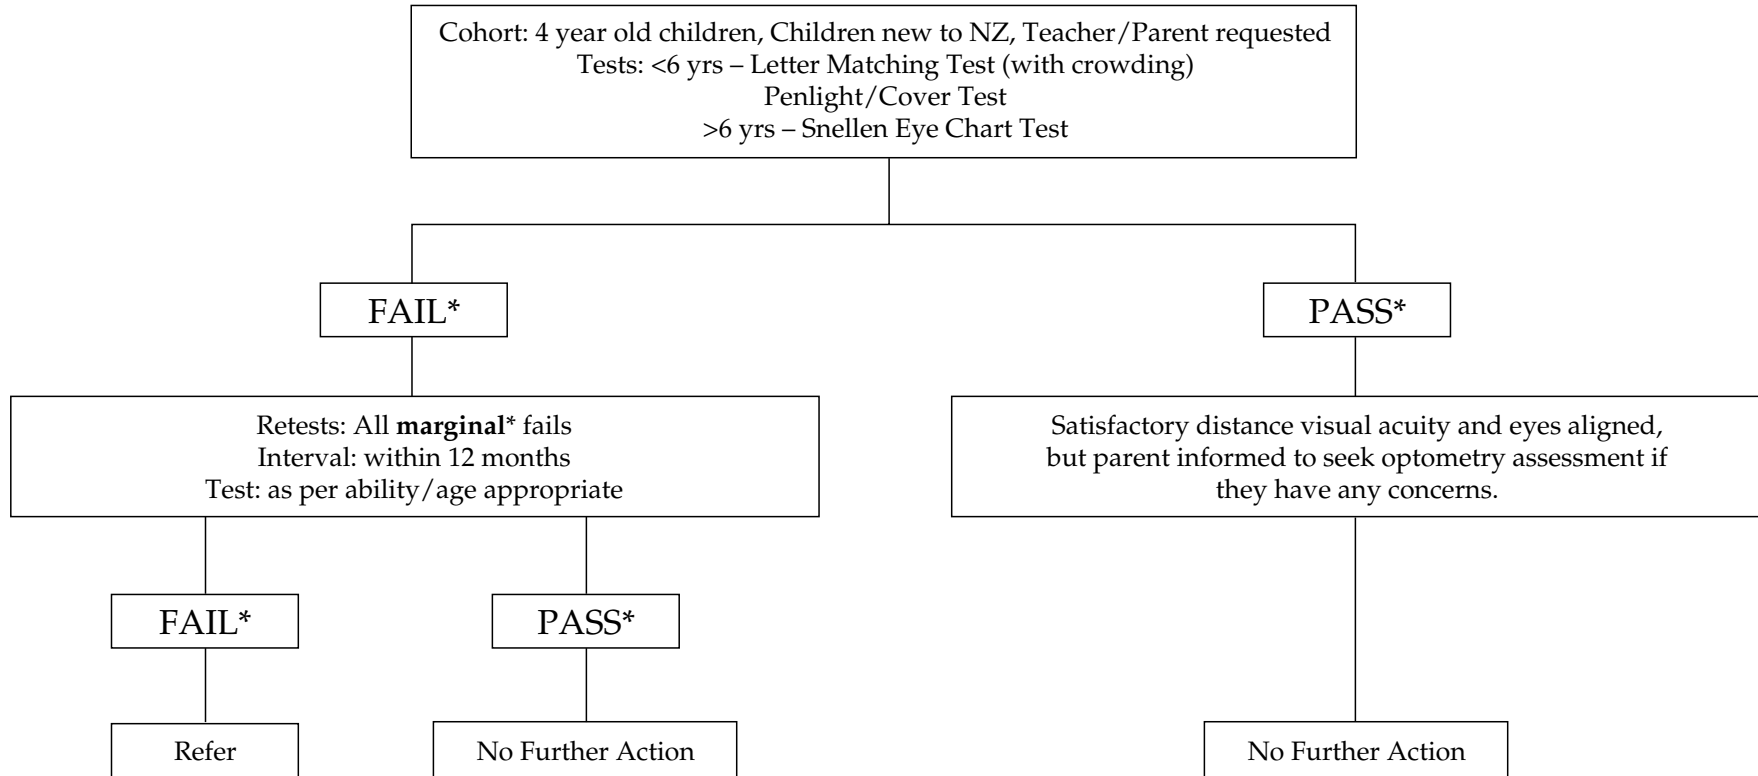 Cohort: 4 year old children, Children new to NZ, Teacher/Parent requested
Tests: <6 yrs – Letter Matching Test (with crowding)
Penlight/Cover Test
>6 yrs – Snellen Eye Chart Test
FAIL*
PASS*
Retests: All marginal* fails
Interval: within 12 months
Test: as per ability/age appropriate
Satisfactory distance visual acuity and eyes aligned,
but parent informed to seek optometry assessment if
they have any concerns.
FAIL*
PASS*
Refer
No Further Action
No Further Action